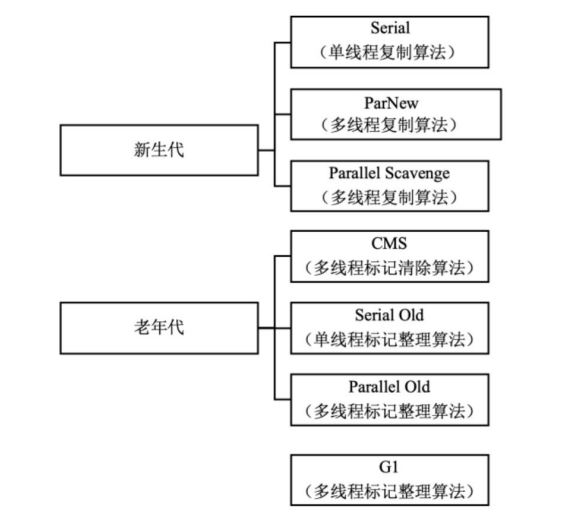 Serial
（单线程复制算法）
ParNew
（多线程复制算法）
新生代
Parallel Scavenge
（多线程复制算法）
CMS
（多线程标记清除算法）
老年代
Serial Old
（单线程标记整理算法）
Parallel Old
（多线程标记整理算法）
G1
（多线程标记整理算法）